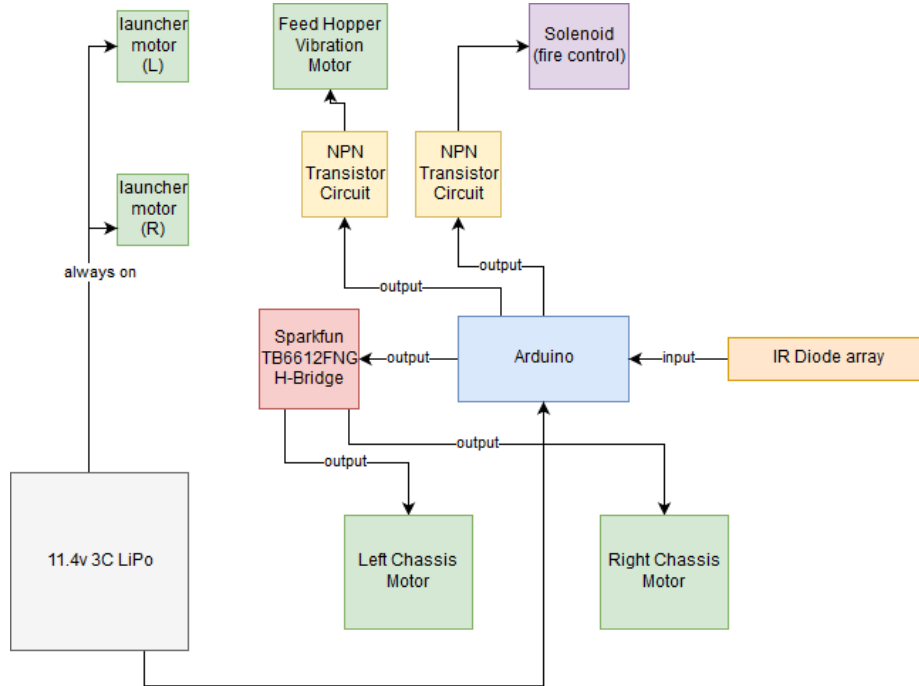 launcher
motor
(L)
Feed Hopper
Vibration
Motor
Solenoid
(fire control)
NPN
Transistor
Circuit
NPN
Transistor
Circuit
launcher
motor
(R)
always on
output
output
Sparkfun
TB6612FNG
H-Bridge
output
Arduino
input
IR Diode array
output
output
11.4v 3C LiPo
Left Chassis
Motor
Right Chassis
Motor